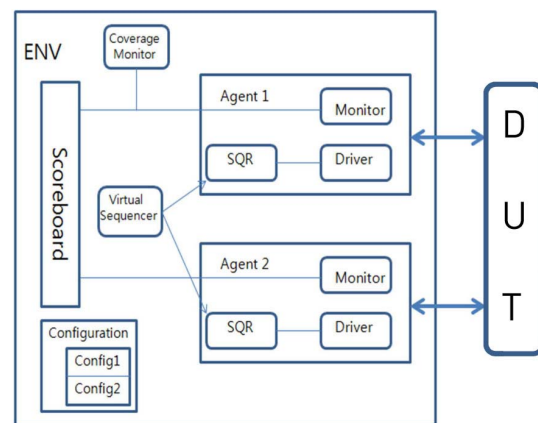 ENV
Coverage
Monitor
Scoreboard
Agent 1
Monitor
SQR
Driver
Virtual
Sequencer
Agent 2
Monitor
SQR
Driver
Configuration
Config1
Config2
D
U
T